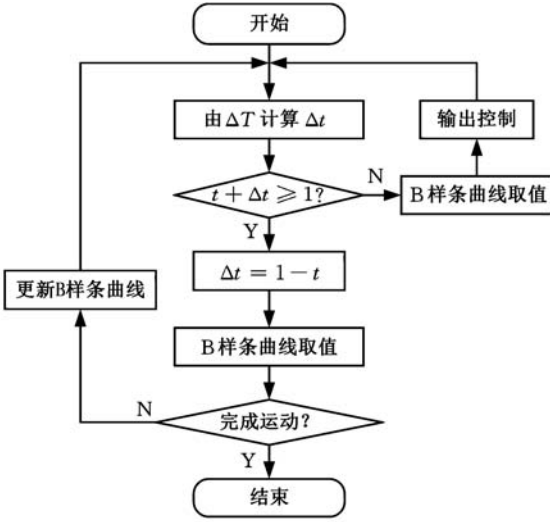 开始
由ΔT计算Δt
输出控制
t + Δt ⩾ 1?
N
B样条曲线取值
Y
Δt = 1 − t
更新B样条曲线
B样条曲线取值
N
完成运动?
Y
结束